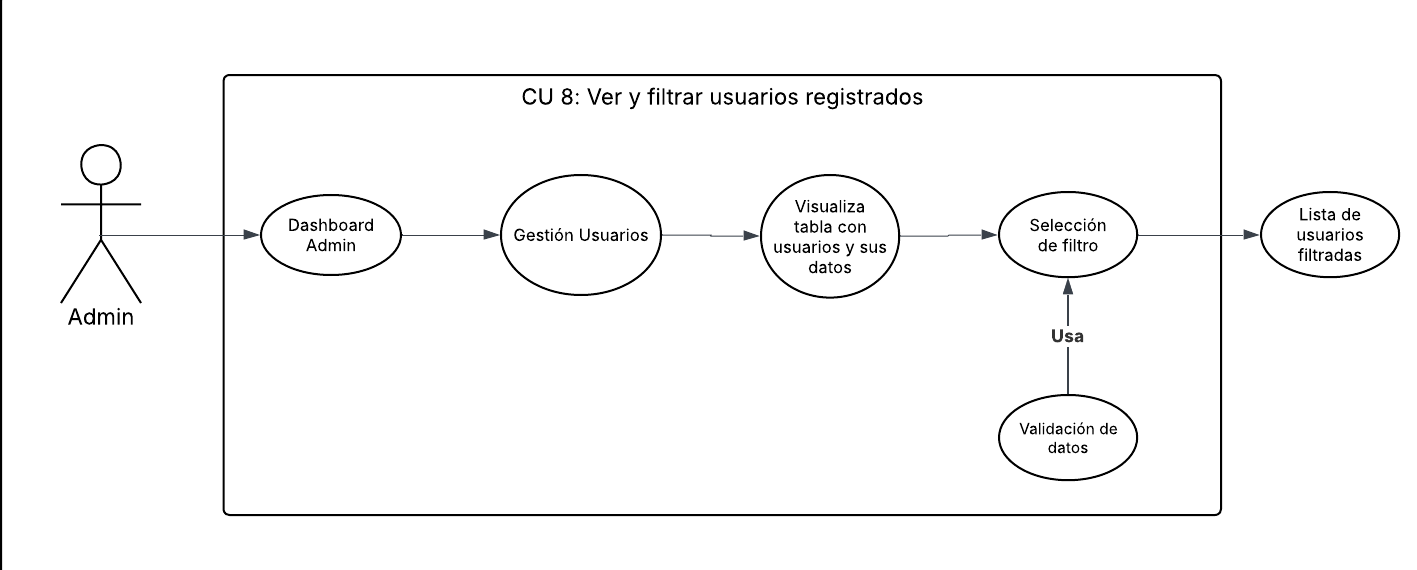 CU 8: Ver y filtrar usuarios registrados
Dashboard
Admin
Gestión Usuarios
Visualiza
tabla con
usuarios y sus
datos
Selección
de filtro
Lista de
usuarios
filtradas
Admin
Usa
Validación de
datos